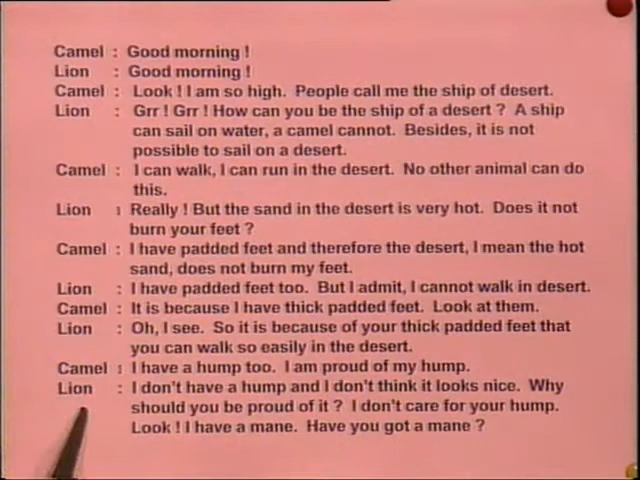 Camel : Good morning !
Lion : Good morning !
Camel : Look ! I am so high. People call me the ship of desert.
Lion : Grr ! Grr ! How can you be the ship of a desert ? A ship
can sail on water, a camel cannot. Besides, it is not
possible to sail on a desert.
Camel : I can walk, I can run in the desert. No other animal can do
this.
Lion : Really ! But the sand in the desert is very hot. Does it not
burn your feet ?
Camel : I have padded feet and therefore the desert, I mean the hot
sand, does not burn my feet.
Lion : I have padded feet too. But I admit, I cannot walk in desert.
Camel : It is because I have thick padded feet. Look at them.
Lion : Oh, I see. So it is because of your thick padded feet that
you can walk so easily in the desert.
Camel : I have a hump too. I am proud of my hump.
Lion : I don't have a hump and I don't think it looks nice. Why
should you be proud of it ? I don't care for your hump.
Look ! I have a mane. Have you got a mane ?